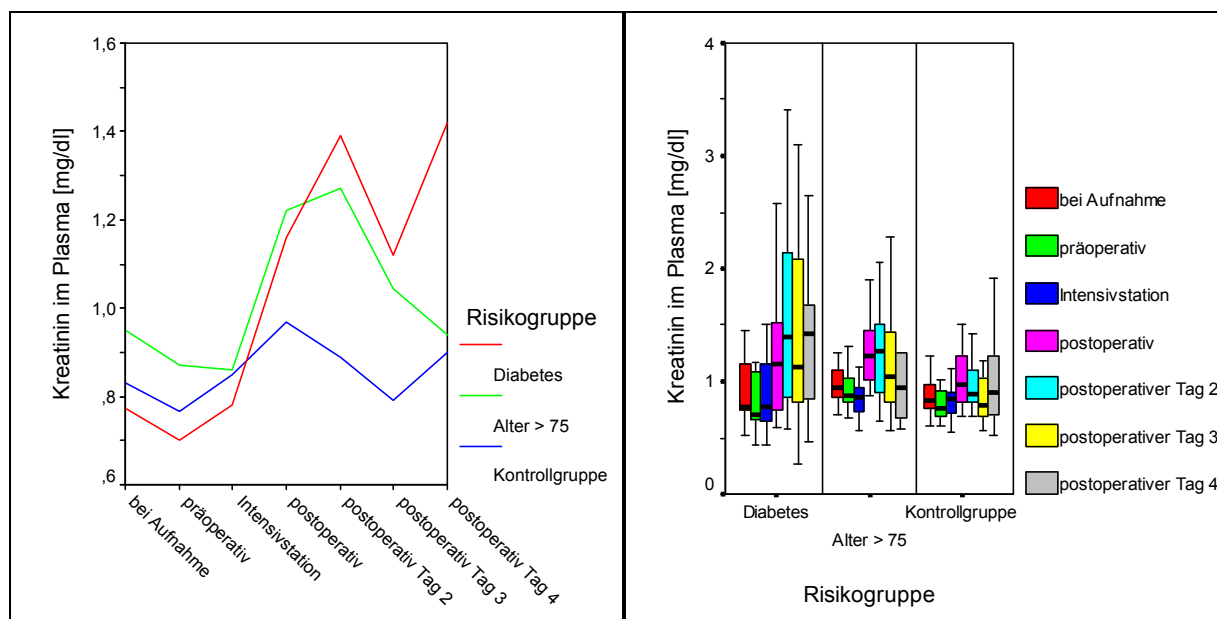 Kreatinin im Plasma [mg/dl]
1,6
1,4
1,2
1,0
,8
,6
bei Aufnahme
präoperativ
Intensivstation
postoperativ
postoperativ Tag 2
postoperativ Tag 3
postoperativ Tag 4
Risikogruppe
Diabetes
Alter > 75
Kontrollgruppe
Kreatinin im Plasma [mg/dl]
4
3
2
1
0
Diabetes
Alter > 75
Kontrollgruppe
Risikogruppe
bei Aufnahme
präoperativ
Intensivstation
postoperativ
postoperativer Tag 2
postoperativer Tag 3
postoperativer Tag 4